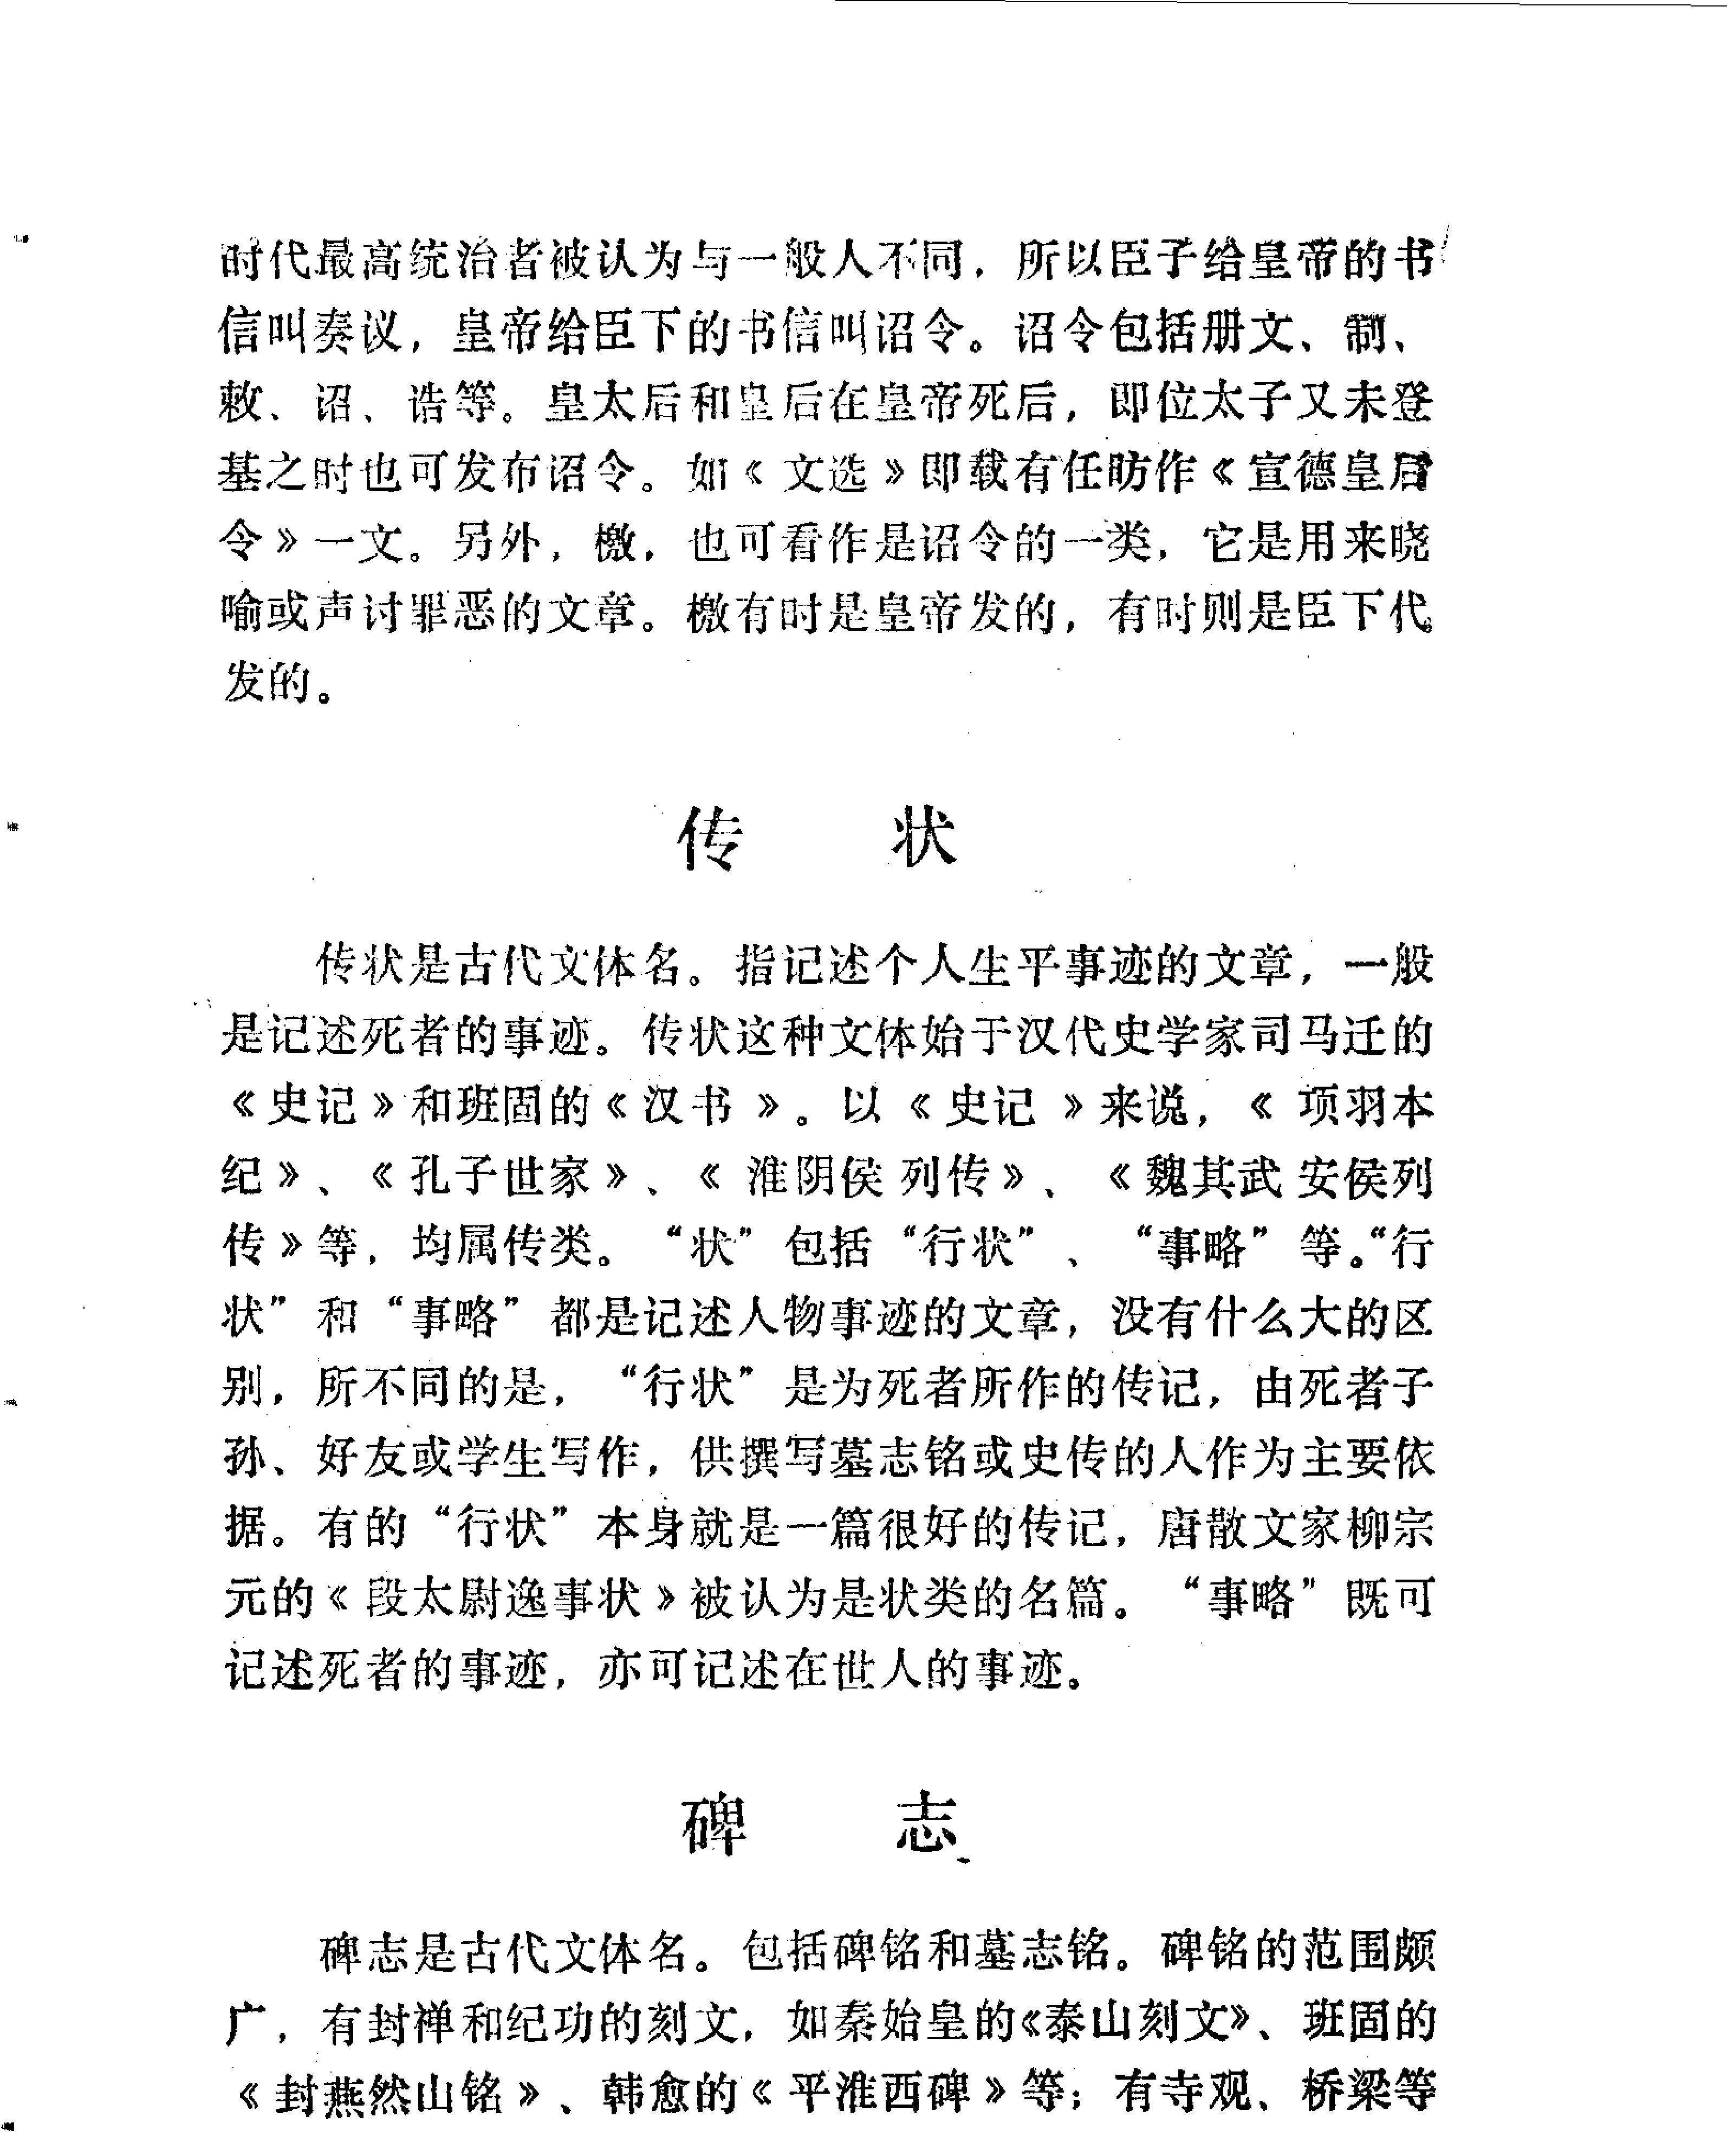 时代最高统治者被认为与一般人不同，所以臣子给皇帝的书
信叫奏议，皇帝给臣下的书信叫诏令。诏令包括册文、制、
敕、诏、诰等。皇太后和皇后在皇帝死后，即位太子又未登
基之时也可发布诏令。如《文选》即载有任昉作《宣德皇后
令》一文。另外，檄，也可看作是诏令的一类，它是用来晓
喻或声讨罪恶的文章。檄有时是皇帝发的，有时则是臣下代
发的。
传 状
传状是古代文体名。指记述个人生平事迹的文章，一般
是记述死者的事迹。传状这种文体始于汉代史学家司马迁的
《史记》和班固的《汉书》。以《史记》来说，《项羽本
纪》、《孔子世家》、《淮阴侯列传》、《魏其武安侯列
传》等，均属传类。“状”包括“行状”、“事略”等。“行
状”和“事略”都是记述人物事迹的文章，没有什么大的区
别，所不同的是，“行状”是为死者所作的传记，由死者子
孙、好友或学生写作，供撰写墓志铭或史传的人作为主要依
据。有的“行状”本身就是一篇很好的传记，唐散文家柳宗
元的《段太尉逸事状》被认为是状类的名篇。“事略”既可
记述死者的事迹，亦可记述在世人的事迹。
碑 志
碑志是古代文体名。包括碑铭和墓志铭。碑铭的范围颇
广，有封禅和纪功的刻文，如秦始皇的《泰山刻文》、班固的
《封燕然山铭》、韩愈的《平淮西碑》等；有寺观、桥梁等